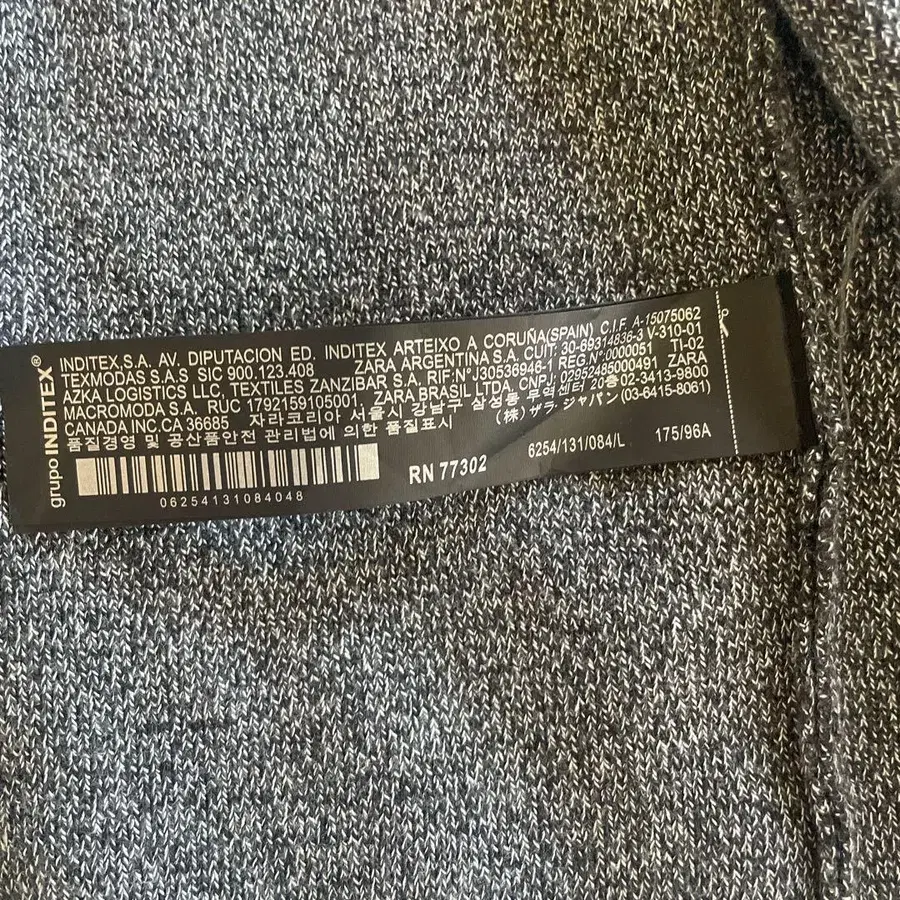 grupo INDITEX®
INDITEX,S.A. AV. DIPUTACION ED. INDITEX ARTEIXO A CORUÑA(SPAIN) C.I.F. A-15075062
TEXMODAS S.A.S SIC 900.123.408 ZARA ARGENTINA S.A. CUIT: 30-69314836-3 V-310-01
AZKA LOGISTICS LLC, TEXTILES ZANZIBAR S.A, RIF.NºJ30536946-1 REG.Nº:0000051 TI-02
MACROMODA S.A. RUC 1792159105001. ZARA BRASIL LTDA, CNPJ 02952485000491 ZARA
CANADA INC.CA 36685 자라코리아 서울시 강남구 삼성동 무역센터 20층 02-3413-9800
품질경영 및 공산품안전 관리법에 의한 품질표시 (株) ザラ・ジャパン (03-6415-8061)
06254131084048
RN 77302
6254/131/084/L
175/96A